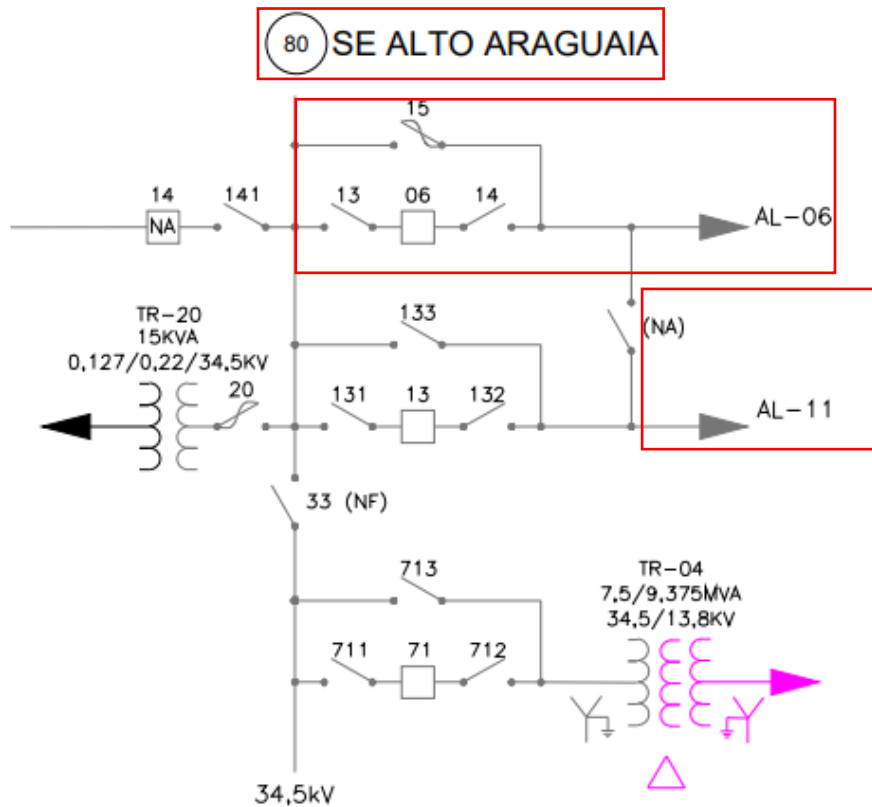 80 SE ALTO ARAGUAIA
15
14 141 13 06 14 AL-06
NA
TR-20
15KVA
0,127/0,22/34,5KV
133 (NA)
20 131 13 132 AL-11
33 (NF)
713
TR-04
7,5/9,375MVA
34,5/13,8KV
711 71 712
34,5kV